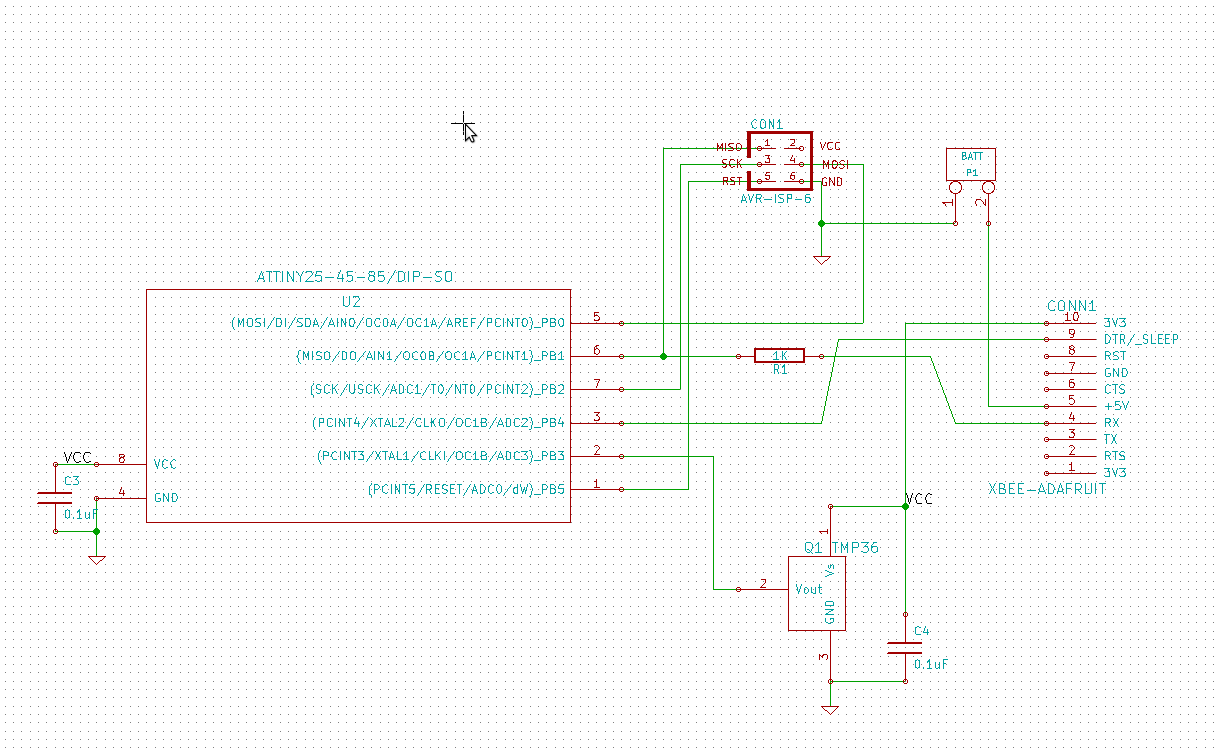 CON1
MISO 1 2 VCC
SCK 3 4 MOSI
RST 5 6 GND
AVR-ISP-6
BATT
P1
1 2
ATTINY25-45-85/DIP-SO
U2
(MOSI/DI/SDA/AIN0/OC0A/OC1A/AREF/PCINT0)_PB0 5
(MISO/DO/AIN1/OC0B/OC1A/PCINT1)_PB1 6
(SCK/USCK/ADC1/T0/NT0/PCINT2)_PB2 7
(PCINT4/XTAL2/CLKO/OC1B/ADC2)_PB4 3
(PCINT3/XTAL1/CLKI/OC1B/ADC3)_PB3 2
(PCINT5/RESET/ADC0/dW)_PB5 1
VCC 8 VCC
4 GND
C3
0.1uF
1K
R1
CONN1
10 3V3
9 DTR/_SLEEP
8 RST
7 GND
6 CTS
5 +5V
4 RX
3 TX
2 RTS
1 3V3
XBEE-ADAFRUIT
VCC
1
Q1 TMP36
Vs
2 Vout
GND
3
C4
0.1uF